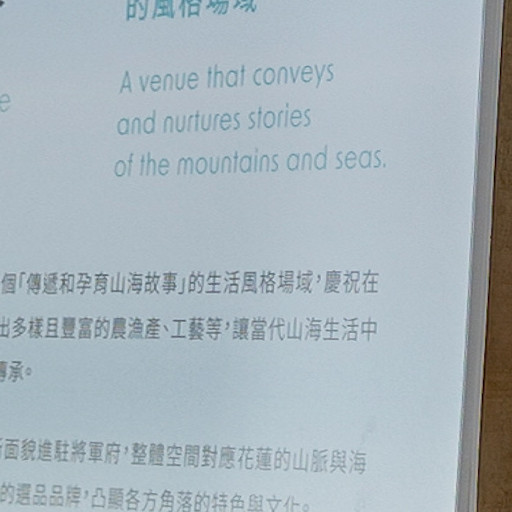 的風格場域
e
A venue that conveys
and nurtures stories
of the mountains and seas.
個「傳遞和孕育山海故事」的生活風格場域，慶祝在
出多樣且豐富的農漁產、工藝等，讓當代山海生活中
傳承。
面貌進駐將軍府，整體空間對應花蓮的山脈與海
的選品品牌，凸顯各方角落的特色與文化。